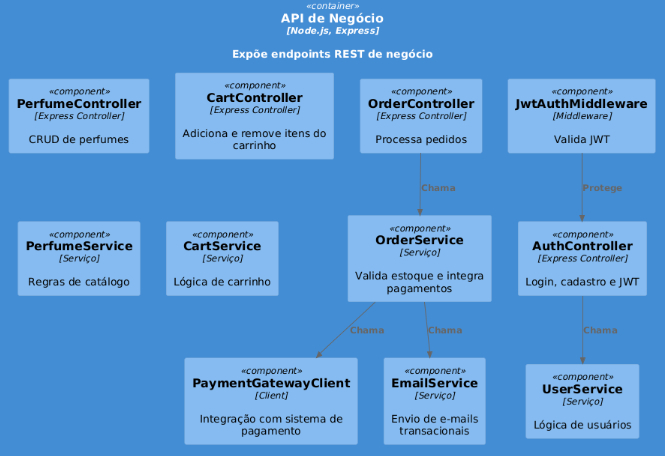 «container»
API de Negócio
[Node.js, Express]
Expõe endpoints REST de negócio
«component»
PerfumeController
[Express Controller]
CRUD de perfumes
«component»
CartController
[Express Controller]
Adiciona e remove itens do
carrinho
«component»
OrderController
[Express Controller]
Processa pedidos
«component»
JwtAuthMiddleware
[Middleware]
Valida JWT
Chama
Protege
«component»
PerfumeService
[Serviço]
Regras de catálogo
«component»
CartService
[Serviço]
Lógica de carrinho
«component»
OrderService
[Serviço]
Valida estoque e integra
pagamentos
«component»
AuthController
[Express Controller]
Login, cadastro e JWT
Chama
Chama
Chama
«component»
PaymentGatewayClient
[Client]
Integração com sistema de
pagamento
«component»
EmailService
[Serviço]
Envio de e-mails
transacionais
«component»
UserService
[Serviço]
Lógica de usuários